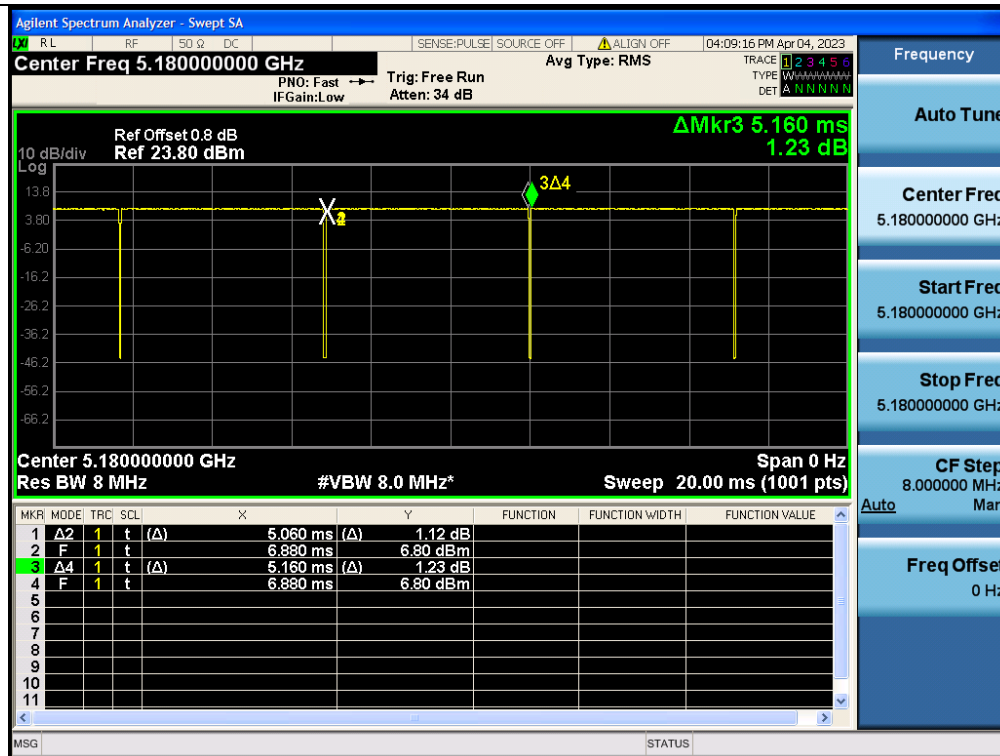 Agilent Spectrum Analyzer - Swept SA
LXI RL RF 50 Ω DC SENSE:PULSE SOURCE OFF ALIGN OFF 04:09:16 PM Apr 04, 2023
Center Freq 5.180000000 GHz Avg Type: RMS TRACE 1 2 3 4 5 6
PNO: Fast Trig: Free Run TYPE W
IFGain:Low Atten: 34 dB DET A N N N N N
ΔMkr3 5.160 ms
1.23 dB
Ref Offset 0.8 dB
10 dB/div Ref 23.80 dBm
Log
13.8
3.80
-6.20
-16.2
-26.2
-36.2
-46.2
-56.2
-66.2
3Δ4
Center 5.180000000 GHz Span 0 Hz
Res BW 8 MHz #VBW 8.0 MHz* Sweep 20.00 ms (1001 pts)
MKR MODE TRC SCL X Y FUNCTION FUNCTION WIDTH FUNCTION VALUE
1 Δ2 1 t (Δ) 5.060 ms (Δ) 1.12 dB
2 F 1 t 6.880 ms 6.80 dBm
3 Δ4 1 t (Δ) 5.160 ms (Δ) 1.23 dB
4 F 1 t 6.880 ms 6.80 dBm
5
6
7
8
9
10
11
MSG STATUS
Frequency
Auto Tune
Center Freq
5.180000000 GHz
Start Freq
5.180000000 GHz
Stop Freq
5.180000000 GHz
CF Step
8.000000 MHz
Auto Man
Freq Offset
0 Hz